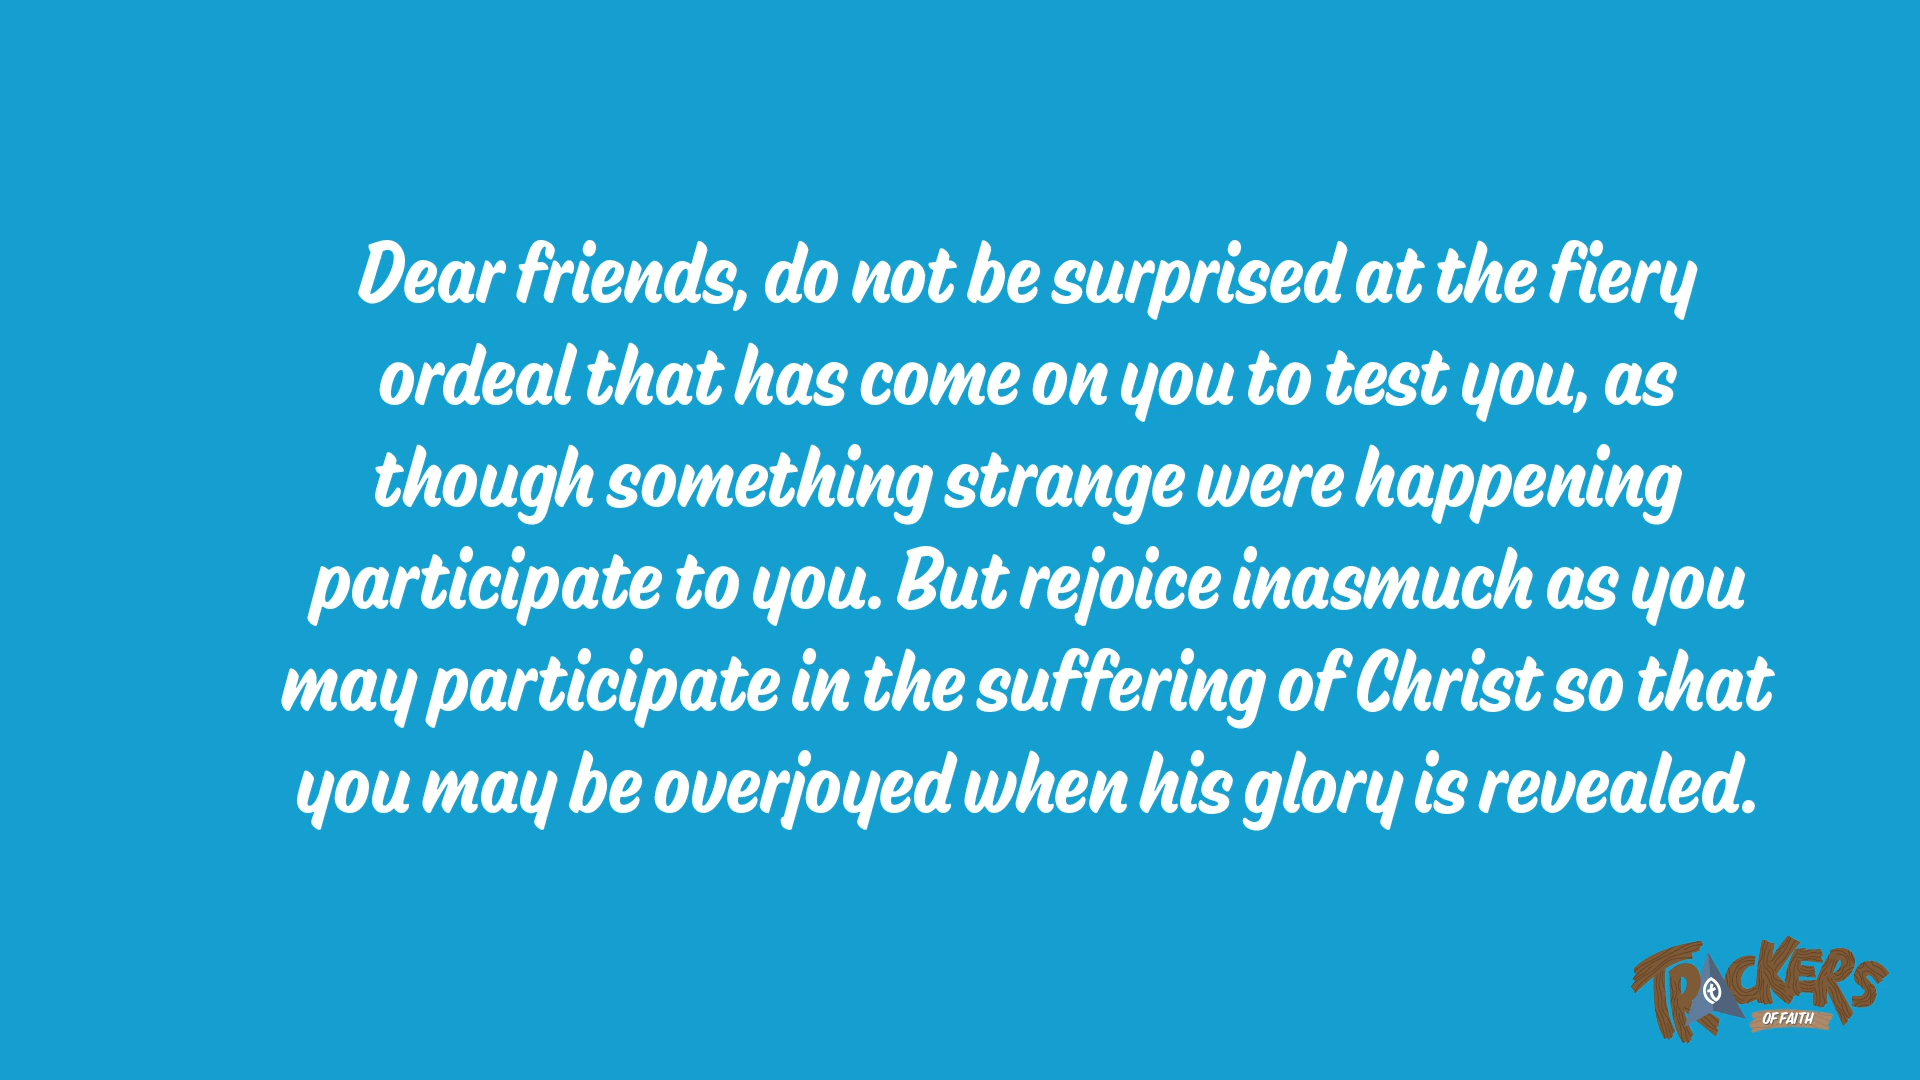 Dear friends, do not be surprised at the fiery
ordeal that has come on you to test you, as
though something strange were happening
participate to you. But rejoice inasmuch as you
may participate in the suffering of Christ so that
you may be overjoyed when his glory is revealed.
TRACKERS
OF FAITH